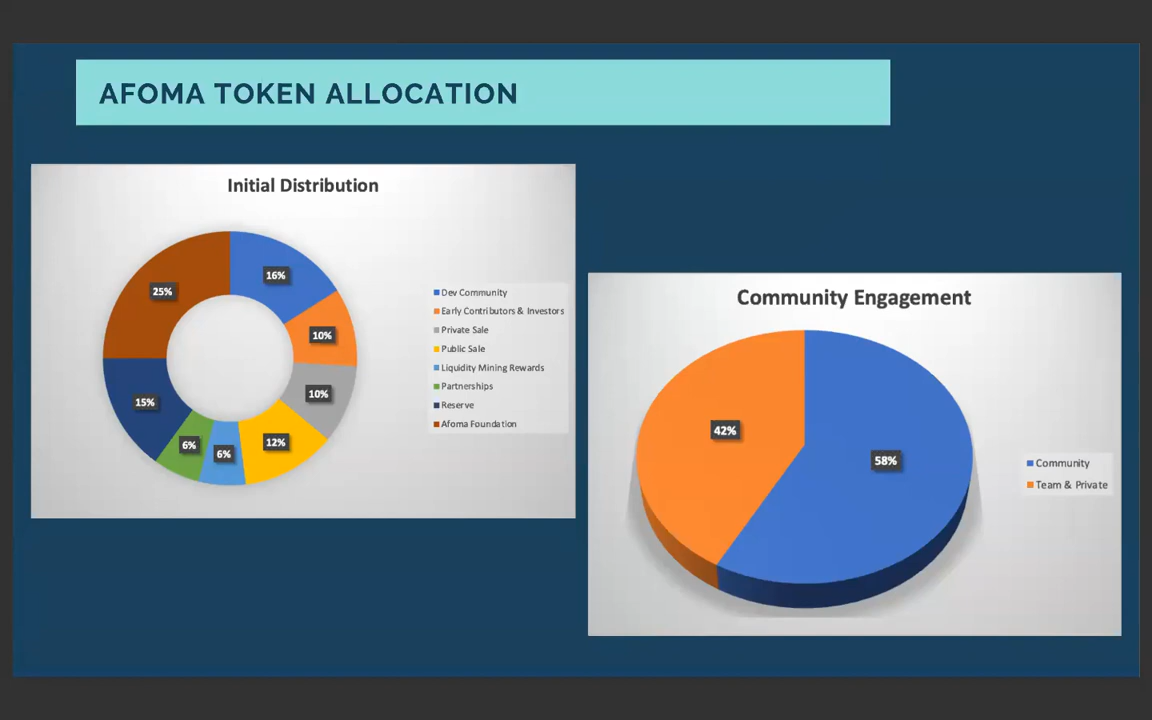 AFOMA TOKEN ALLOCATION
Initial Distribution
16%
10%
10%
12%
6%
6%
15%
25%
Dev Community
Early Contributors & Investors
Private Sale
Public Sale
Liquidity Mining Rewards
Partnerships
Reserve
Afoma Foundation
Community Engagement
42%
58%
Community
Team & Private